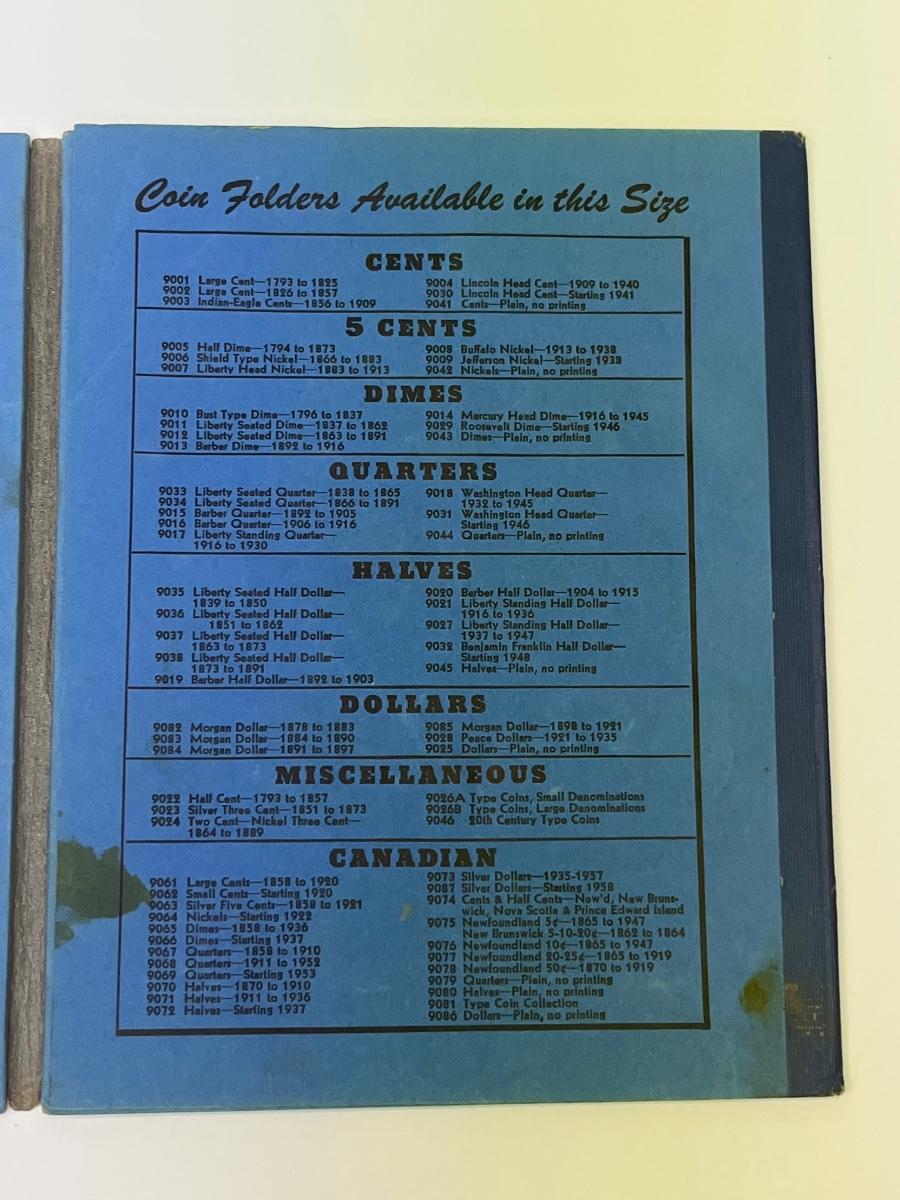 Coin Folders Available in this Size
CENTS
9001 Large Cent—1793 to 1825
9002 Large Cent—1826 to 1857
9003 Indian-Eagle Cents—1856 to 1909
9004 Lincoln Head Cent—1909 to 1940
9030 Lincoln Head Cent—Starting 1941
9041 Cents—Plain, no printing
5 CENTS
9005 Half Dime—1794 to 1873
9006 Shield Type Nickel—1866 to 1883
9007 Liberty Head Nickel—1883 to 1913
9008 Buffalo Nickel—1913 to 1938
9009 Jefferson Nickel—Starting 1938
9042 Nickels—Plain, no printing
DIMES
9010 Bust Type Dime—1796 to 1837
9011 Liberty Seated Dime—1837 to 1862
9012 Liberty Seated Dime—1863 to 1891
9013 Barber Dime—1892 to 1916
9014 Mercury Head Dime—1916 to 1945
9029 Roosevelt Dime—Starting 1946
9043 Dimes—Plain, no printing
QUARTERS
9033 Liberty Seated Quarter—1838 to 1865
9034 Liberty Seated Quarter—1866 to 1891
9015 Barber Quarter—1892 to 1905
9016 Barber Quarter—1906 to 1916
9017 Liberty Standing Quarter—
1916 to 1930
9018 Washington Head Quarter—
1932 to 1945
9031 Washington Head Quarter—
Starting 1946
9044 Quarters—Plain, no printing
HALVES
9035 Liberty Seated Half Dollar—
1839 to 1850
9036 Liberty Seated Half Dollar—
1851 to 1862
9037 Liberty Seated Half Dollar—
1863 to 1873
9038 Liberty Seated Half Dollar—
1873 to 1891
9019 Barber Half Dollar—1892 to 1903
9020 Barber Half Dollar—1904 to 1915
9021 Liberty Standing Half Dollar—
1916 to 1936
9027 Liberty Standing Half Dollar—
1937 to 1947
9032 Benjamin Franklin Half Dollar—
Starting 1948
9045 Halves—Plain, no printing
DOLLARS
9082 Morgan Dollar—1878 to 1883
9083 Morgan Dollar—1884 to 1890
9084 Morgan Dollar—1891 to 1897
9085 Morgan Dollar—1898 to 1921
9028 Peace Dollars—1921 to 1935
9025 Dollars—Plain, no printing
MISCELLANEOUS
9022 Half Cent—1793 to 1857
9023 Silver Three Cent—1851 to 1873
9024 Two Cent—Nickel Three Cent—
1864 to 1889
9026A Type Coins, Small Denominations
9026B Type Coins, Large Denominations
9046 20th Century Type Coins
CANADIAN
9061 Large Cents—1858 to 1920
9062 Small Cents—Starting 1920
9063 Silver Five Cents—1858 to 1921
9064 Nickels—Starting 1922
9065 Dimes—1858 to 1936
9066 Dimes—Starting 1937
9067 Quarters—1858 to 1910
9068 Quarters—1911 to 1952
9069 Quarters—Starting 1953
9070 Halves—1870 to 1910
9071 Halves—1911 to 1936
9072 Halves—Starting 1937
9073 Silver Dollars—1935-1957
9087 Silver Dollars—Starting 1958
9074 Cents & Half Cents—New'd, New Bruns-
wick, Nova Scotia & Prince Edward Island
9075 Newfoundland 5¢—1865 to 1947
New Brunswick 5-10-20¢—1862 to 1864
9076 Newfoundland 10¢—1865 to 1947
9077 Newfoundland 20-25¢—1865 to 1919
9078 Newfoundland 50¢—1870 to 1919
9079 Quarters—Plain, no printing
9080 Halves—Plain, no printing
9081 Type Coin Collection
9086 Dollars—Plain, no printing